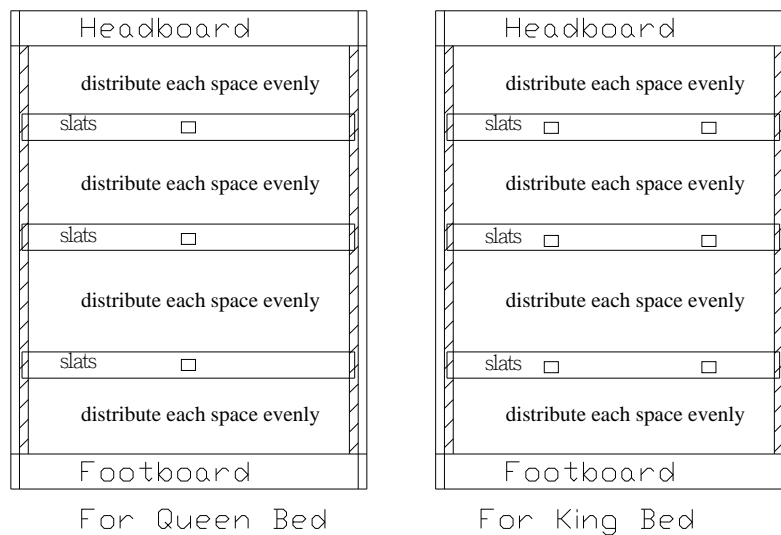 Headboard
distribute each space evenly
slats
distribute each space evenly
slats
distribute each space evenly
slats
distribute each space evenly
Footboard
For Queen Bed
Headboard
distribute each space evenly
slats
distribute each space evenly
slats
distribute each space evenly
slats
distribute each space evenly
Footboard
For King Bed